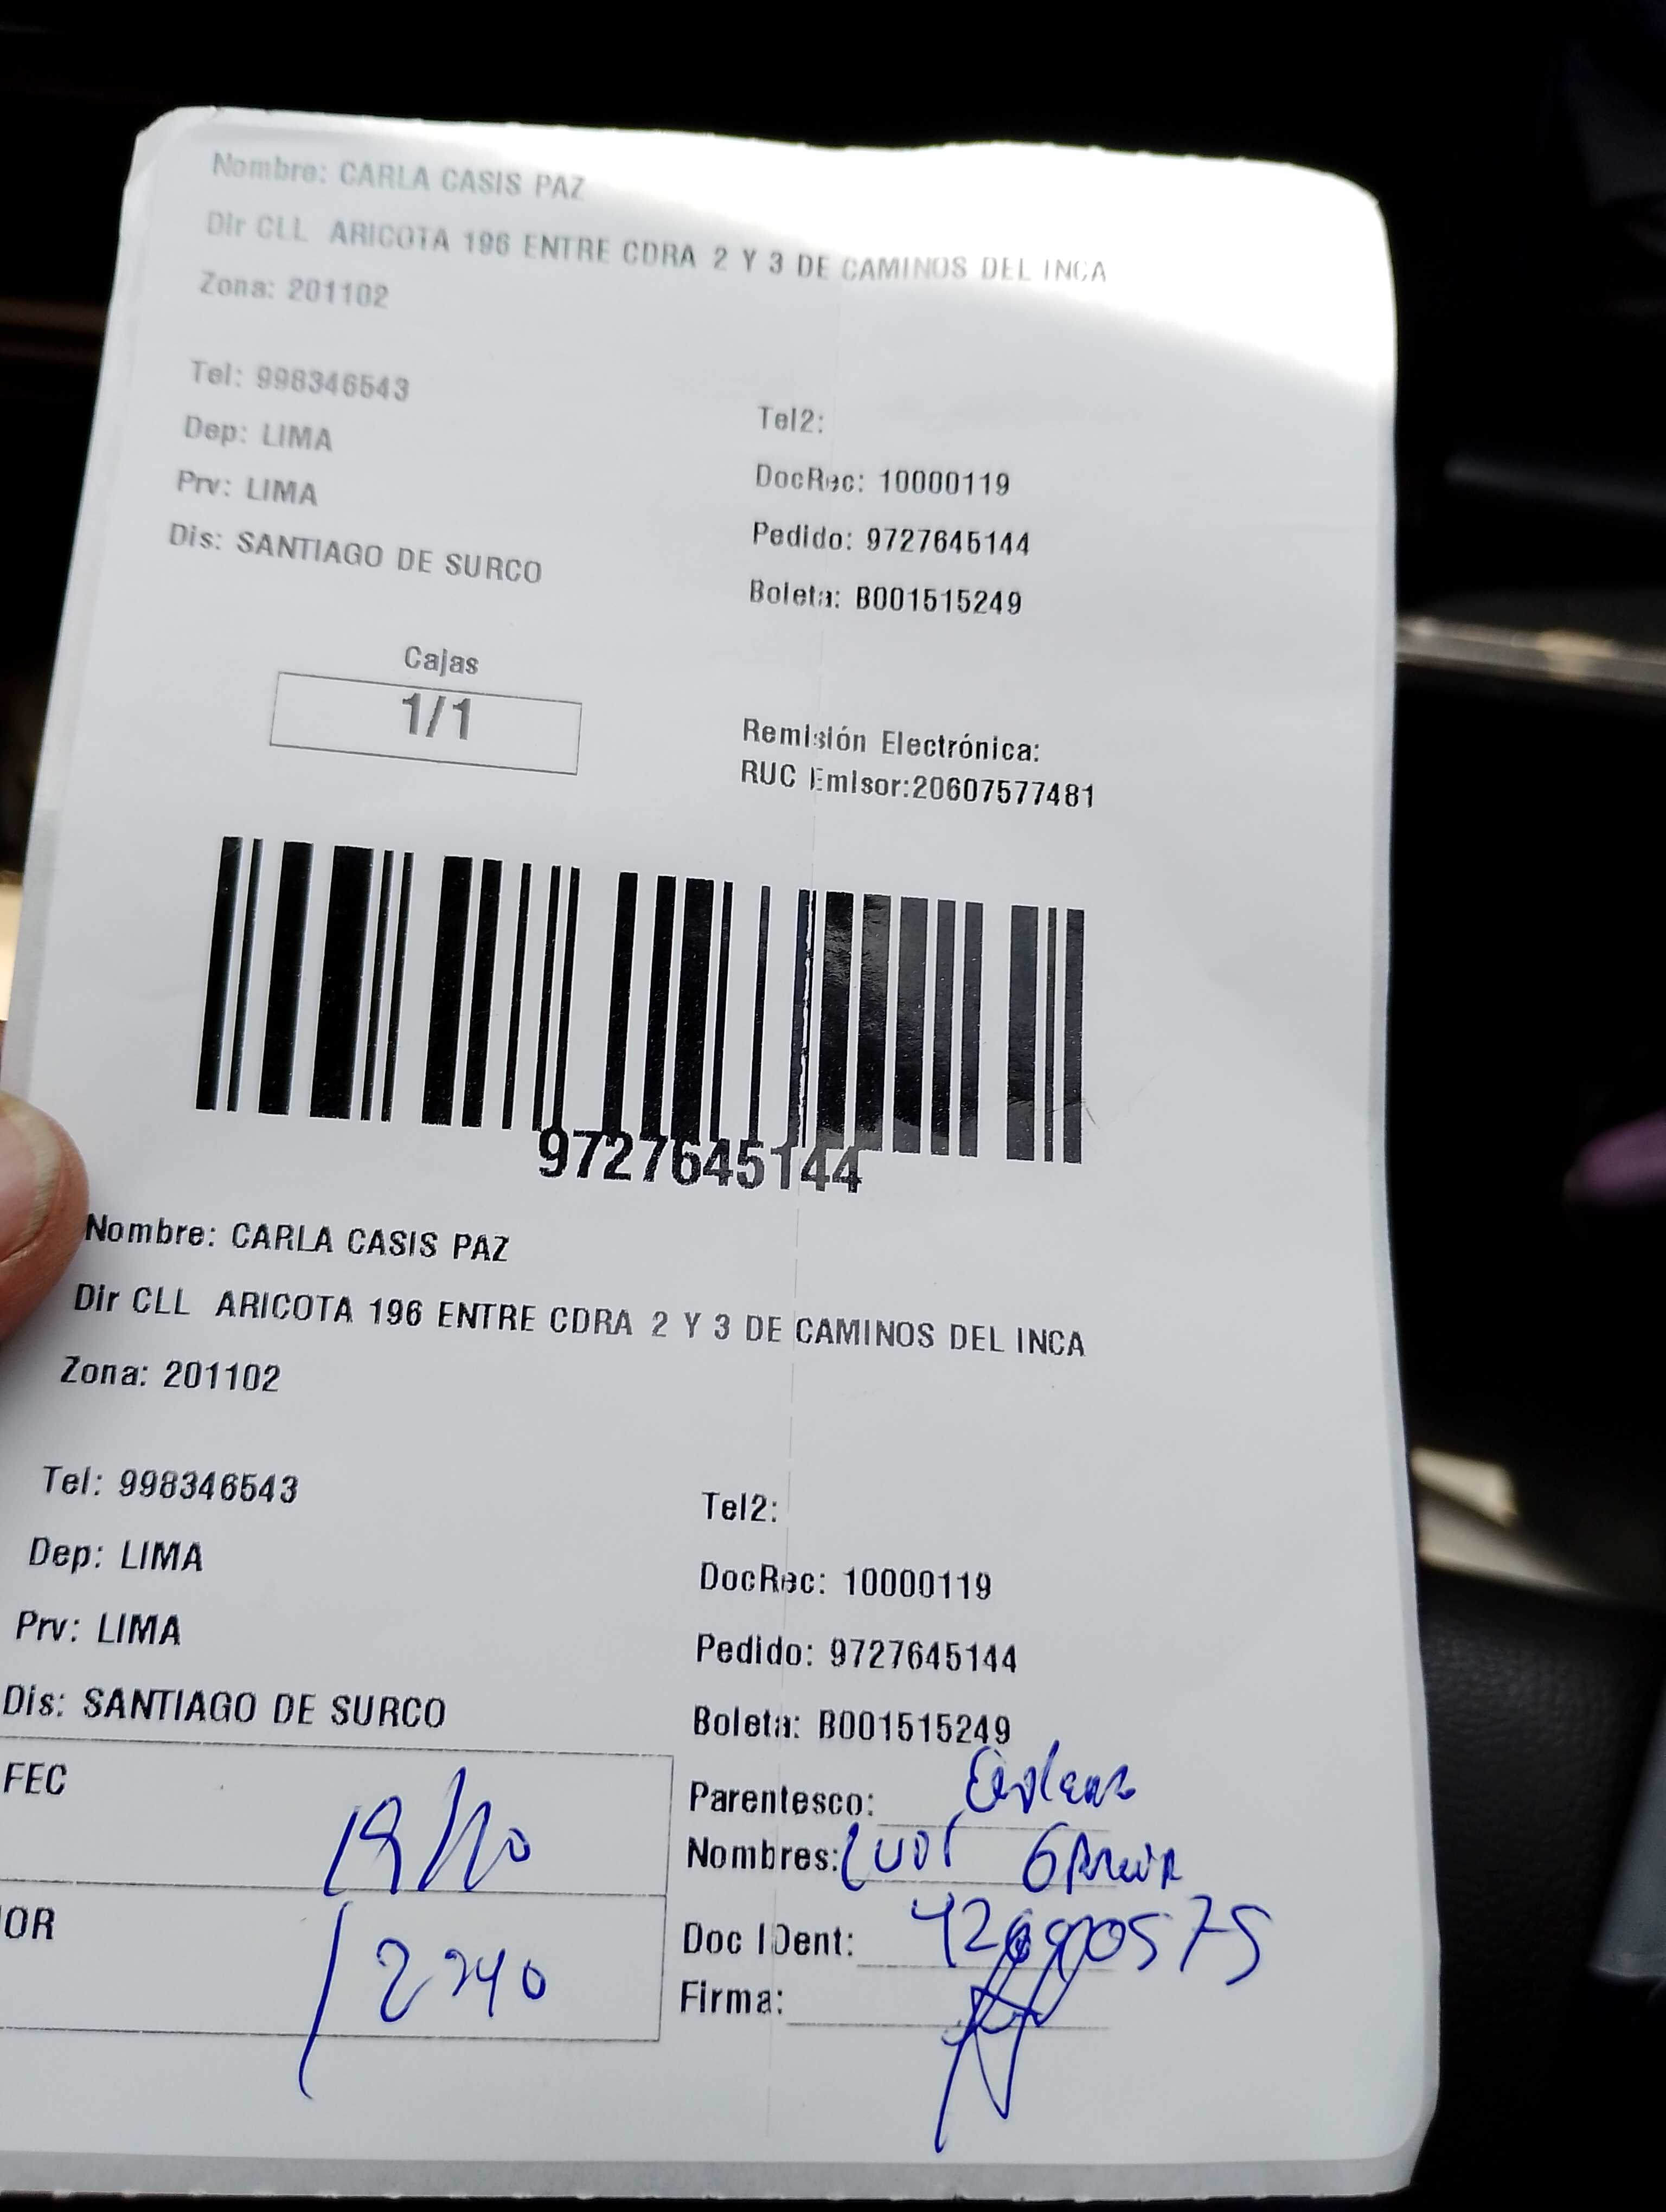 Nombre: CARLA CASIS PAZ
Dir CLL ARICOTA 196 ENTRE CDRA 2 Y 3 DE CAMINOS DEL INCA
Zona: 201102
Tel: 998346543
Tel2:
Dep: LIMA
DocRec: 10000119
Prv: LIMA
Pedido: 9727645144
Dis: SANTIAGO DE SURCO
Boleta: B001515249
Cajas
1/1
Remisión Electrónica:
RUC Emisor:20607577481
9727645144
Nombre: CARLA CASIS PAZ
Dir CLL ARICOTA 196 ENTRE CDRA 2 Y 3 DE CAMINOS DEL INCA
Zona: 201102
Tel: 998346543
Tel2:
Dep: LIMA
DocRec: 10000119
Prv: LIMA
Pedido: 9727645144
Dis: SANTIAGO DE SURCO
Boleta: B001515249
FEC 19/10
Parentesco:
Nombres:
OR
Doc IDent:
Firma: